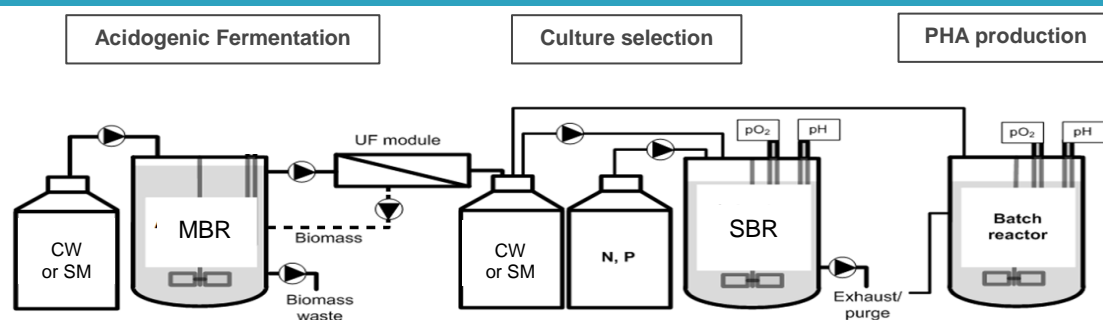 Acidogenic Fermentation
Culture selection
PHA production
UF module
pO2
pH
pO2
pH
CW
or SM
MBR
Biomass
Biomass
waste
CW
or SM
N, P
SBR
Exhaust/
purge
Batch
reactor